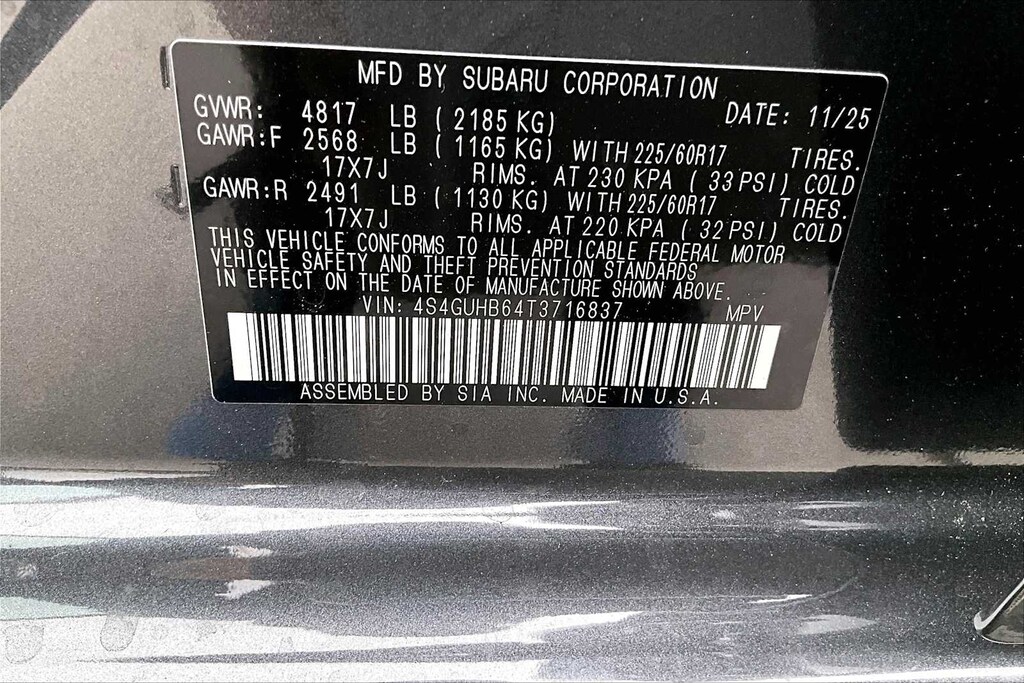 MFD BY SUBARU CORPORATION
GVWR: 4817 LB ( 2185 KG) DATE: 11/25
GAWR:F 2568 LB ( 1165 KG) WITH 225/60R17 TIRES.
17X7J RIMS. AT 230 KPA ( 33 PSI) COLD
GAWR:R 2491 LB ( 1130 KG) WITH 225/60R17 TIRES.
17X7J RIMS. AT 220 KPA ( 32 PSI) COLD
THIS VEHICLE CONFORMS TO ALL APPLICABLE FEDERAL MOTOR
VEHICLE SAFETY AND THEFT PREVENTION STANDARDS
IN EFFECT ON THE DATE OF MANUFACTURE SHOWN ABOVE.
VIN: 4S4GUHB64T3716837 MPV
ASSEMBLED BY SIA INC. MADE IN U.S.A.